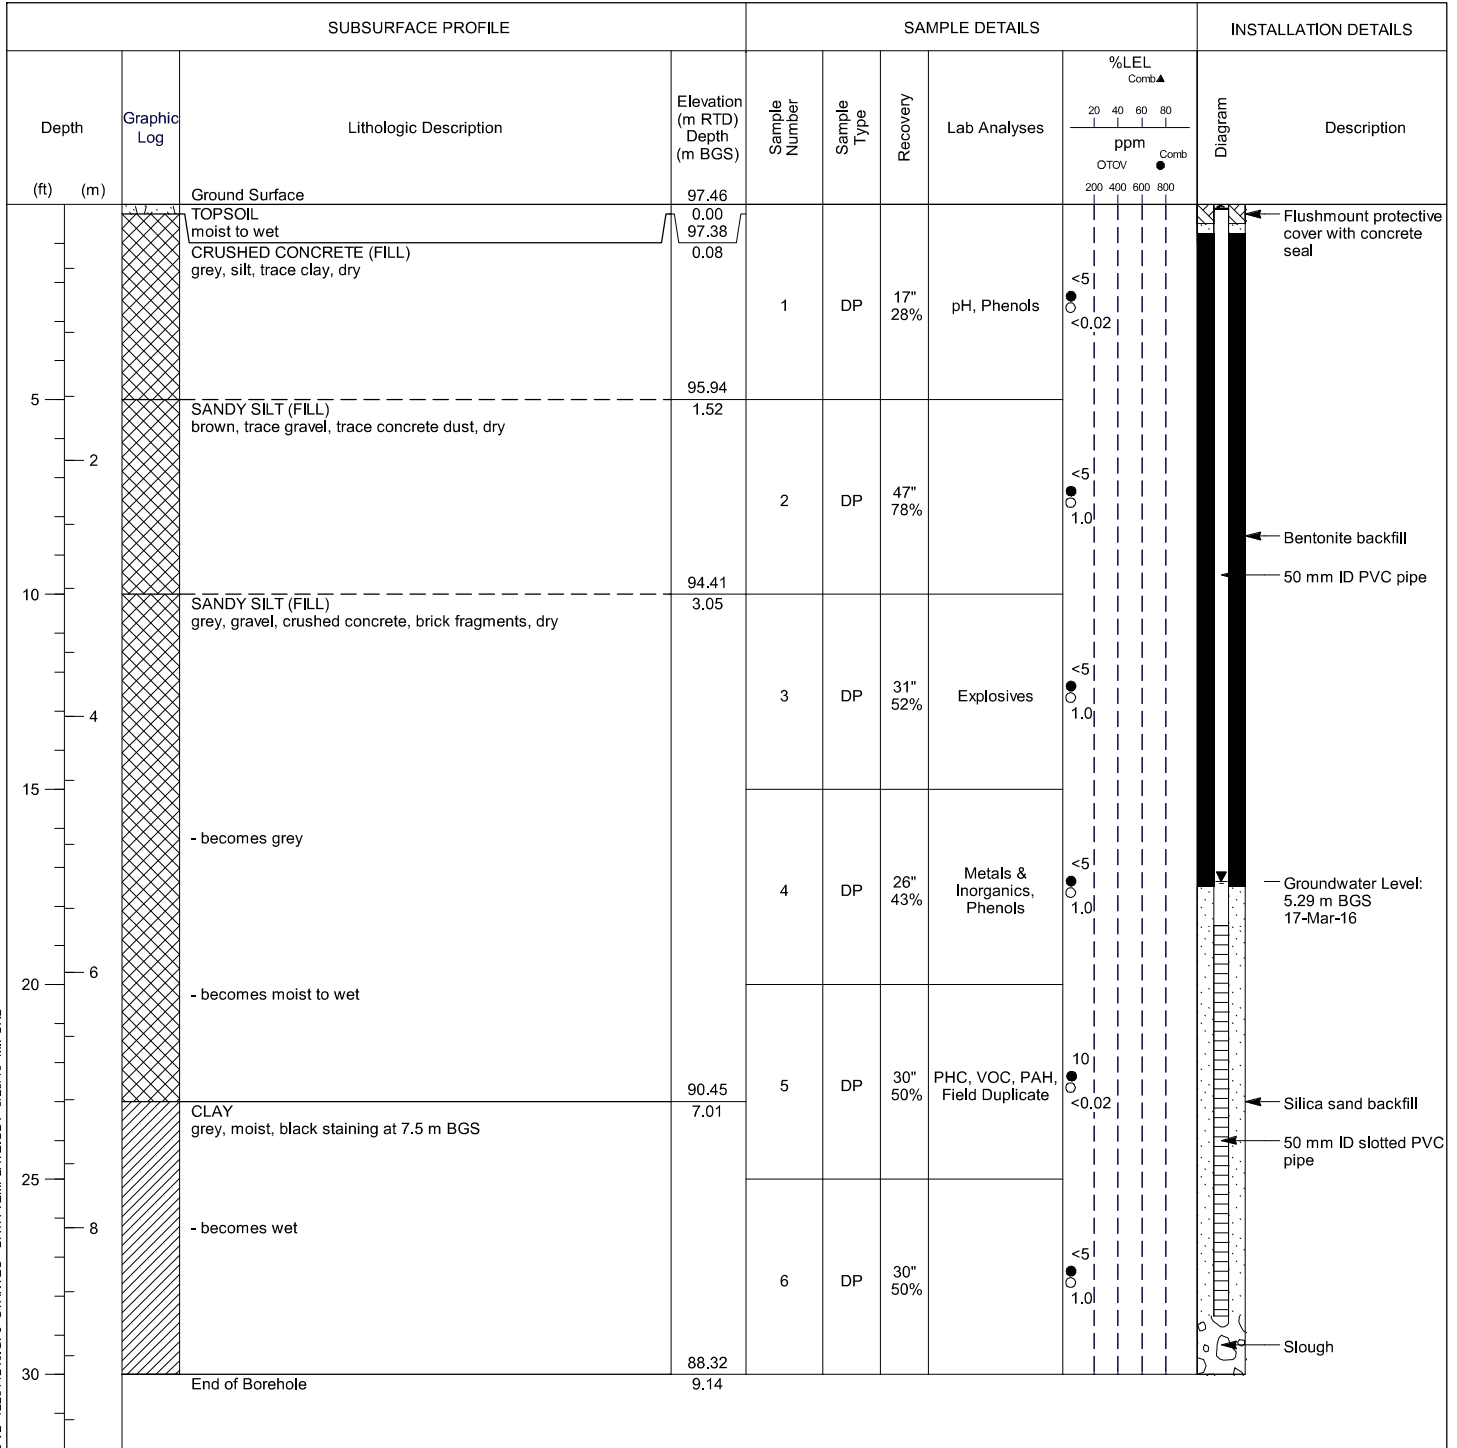 SUBSURFACE PROFILE
SAMPLE DETAILS
INSTALLATION DETAILS
Depth
(ft) (m)
Graphic
Log
Lithologic Description
Elevation
(m RTD)
Depth
(m BGS)
Sample
Number
Sample
Type
Recovery
Lab Analyses
%LEL
Comb▲
20 40 60 80
ppm
OTOV ● Comb
200 400 600 800
Diagram
Description
Ground Surface 97.46
TOPSOIL 0.00
moist to wet 97.38
CRUSHED CONCRETE (FILL) 0.08
grey, silt, trace clay, dry
1 DP 17"
28%
pH, Phenols
<5
<0.02
Flushmount protective
cover with concrete
seal
95.94
5
SANDY SILT (FILL) 1.52
brown, trace gravel, trace concrete dust, dry
2
2 DP 47"
78%
<5
1.0
Bentonite backfill
50 mm ID PVC pipe
94.41
10
SANDY SILT (FILL) 3.05
grey, gravel, crushed concrete, brick fragments, dry
3 DP 31"
52%
Explosives
<5
1.0
4
15
- becomes grey
4 DP 26"
43%
Metals &
Inorganics,
Phenols
<5
1.0
Groundwater Level:
5.29 m BGS
17-Mar-16
6
20
- becomes moist to wet
5 DP 30"
50%
PHC, VOC, PAH,
Field Duplicate
10
<0.02
90.45
CLAY 7.01
grey, moist, black staining at 7.5 m BGS
Silica sand backfill
50 mm ID slotted PVC
pipe
25
8
- becomes wet
6 DP 30"
50%
<5
1.0
Slough
88.32
30
End of Borehole 9.14